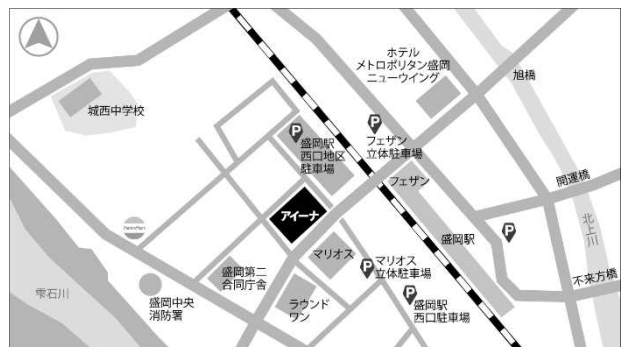 ホテル
メトロポリタン盛岡
ニューウイング
旭橋
城西中学校
P
盛岡駅
西口地区
駐車場
P
フェザン
立体駐車場
フェザン
開運橋
アイーナ
北上川
盛岡駅
P
FamilyMart
マリオス
P
マリオス
立体駐車場
不来方橋
盛岡第二
合同庁舎
雫石川
盛岡中央
消防署
ラウンド
ワン
P
盛岡駅
西口駐車場